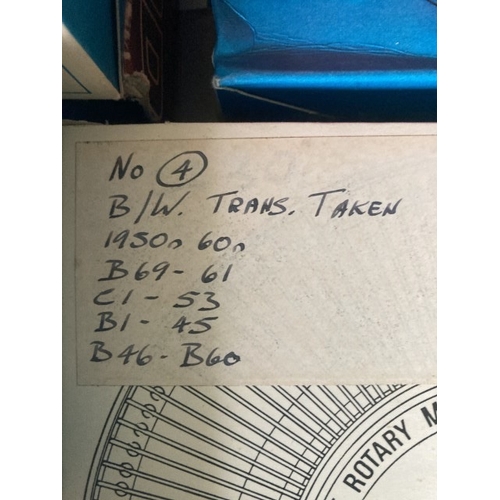 No 4
B/W. TRANS. TAKEN
1950s 60s
B69-61
C1-53
B1-45
B46-B60
ROTARY M